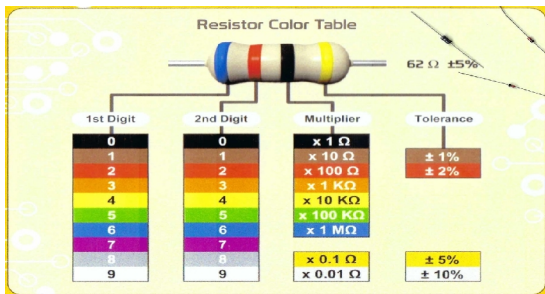 Resistor Color Table
62 Ω ±5%
1st Digit 2nd Digit Multiplier Tolerance
0 0 x 1 Ω
1 1 x 10 Ω ± 1%
2 2 x 100 Ω ± 2%
3 3 x 1 KΩ
4 4 x 10 KΩ
5 5 x 100 KΩ
6 6 x 1 MΩ
7 7
8 8 x 0.1 Ω ± 5%
9 9 x 0.01 Ω ± 10%